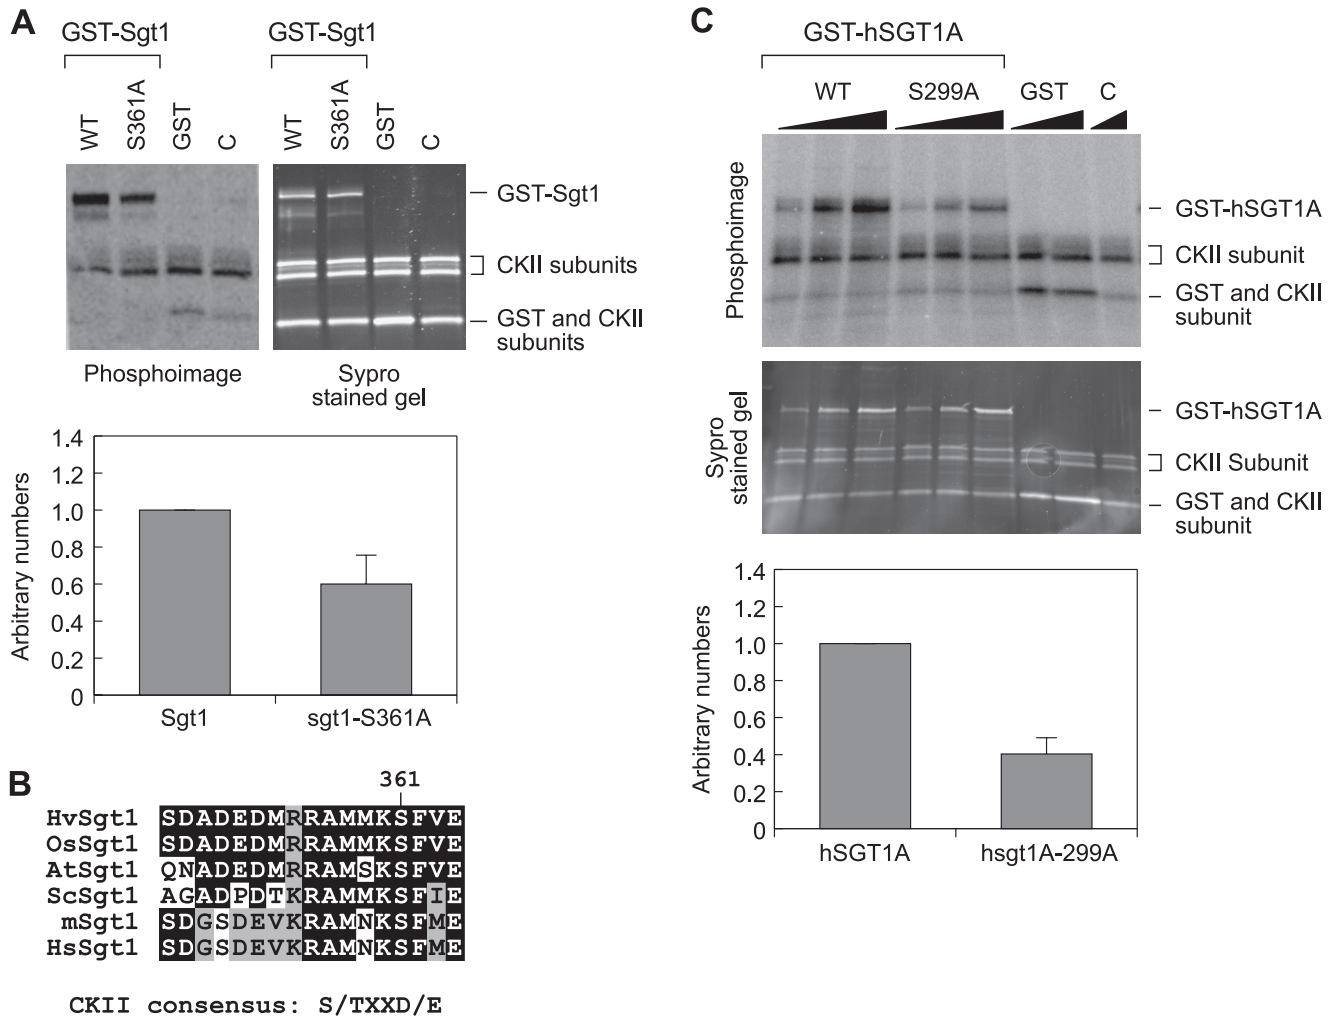 A
GST-Sgt1
GST-Sgt1
WT
S361A
GST
C
WT
S361A
GST
C
GST-Sgt1
CKII subunits
GST and CKII
subunits
Phosphoimage
Sypro
stained gel
Arbitrary numbers
1.4
1.2
1.0
0.8
0.6
0.4
0.2
0
Sgt1
sgt1-S361A
B
361
HvSgt1 SDADEDMRRAMMKSFVE
OsSgt1 SDADEDMRRAMMKSFVE
AtSgt1 QNADEDMRRAMSKSFVE
ScSgt1 AGADPDTKRAMMKSFIE
mSgt1 SDGSDEVKRAMNKSFME
HsSgt1 SDGSDEVKRAMNKSFME
CKII consensus: S/TXXD/E
C
GST-hSGT1A
WT
S299A
GST
C
Phosphoimage
GST-hSGT1A
CKII subunit
GST and CKII
subunit
Sypro
stained gel
GST-hSGT1A
CKII Subunit
GST and CKII
subunit
Arbitrary numbers
1.4
1.2
1.0
0.8
0.6
0.4
0.2
0
hSGT1A
hsgt1A-299A